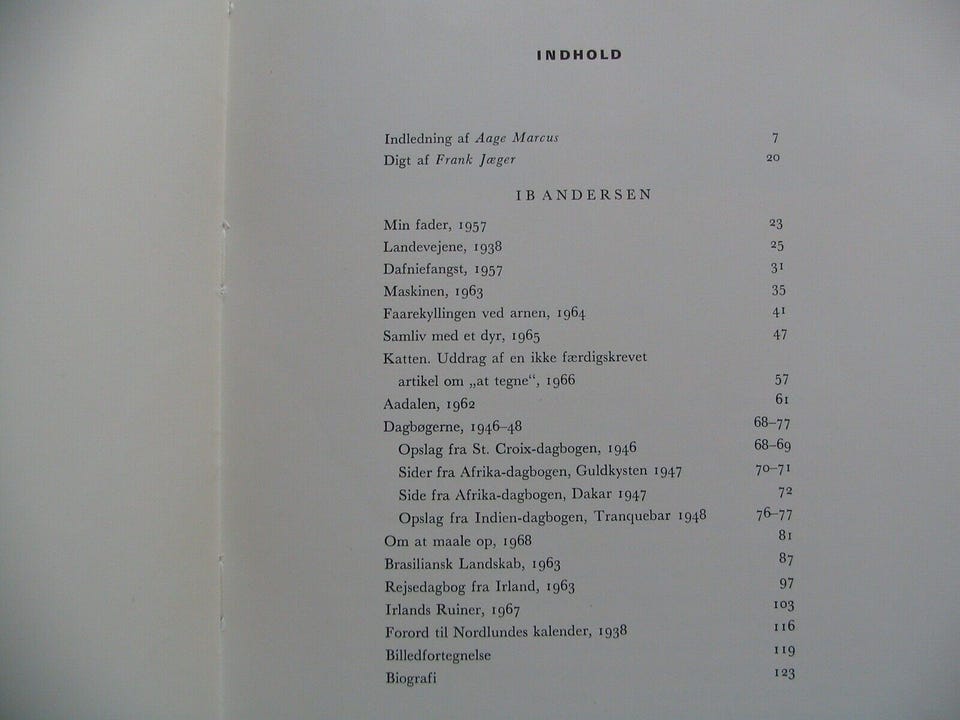 INDHOLD
Indledning af Aage Marcus 7
Digt af Frank Jæger 20
IB ANDERSEN
Min fader, 1957 23
Landevejene, 1938 25
Dafniefangst, 1957 31
Maskinen, 1963 35
Faarekyllingen ved arnen, 1964 41
Samliv med et dyr, 1965 47
Katten. Uddrag af en ikke færdigskrevet
artikel om „at tegne“, 1966 57
Aadalen, 1962 61
Dagbøgerne, 1946–48 68–77
Opslag fra St. Croix-dagbogen, 1946 68–69
Sider fra Afrika-dagbogen, Guldkysten 1947 70–71
Side fra Afrika-dagbogen, Dakar 1947 72
Opslag fra Indien-dagbogen, Tranquebar 1948 76–77
Om at maale op, 1968 81
Brasiliansk Landskab, 1963 87
Rejsedagbog fra Irland, 1963 97
Irlands Ruiner, 1967 103
Forord til Nordlundes kalender, 1938 116
Billedfortegnelse 119
Biografi 123